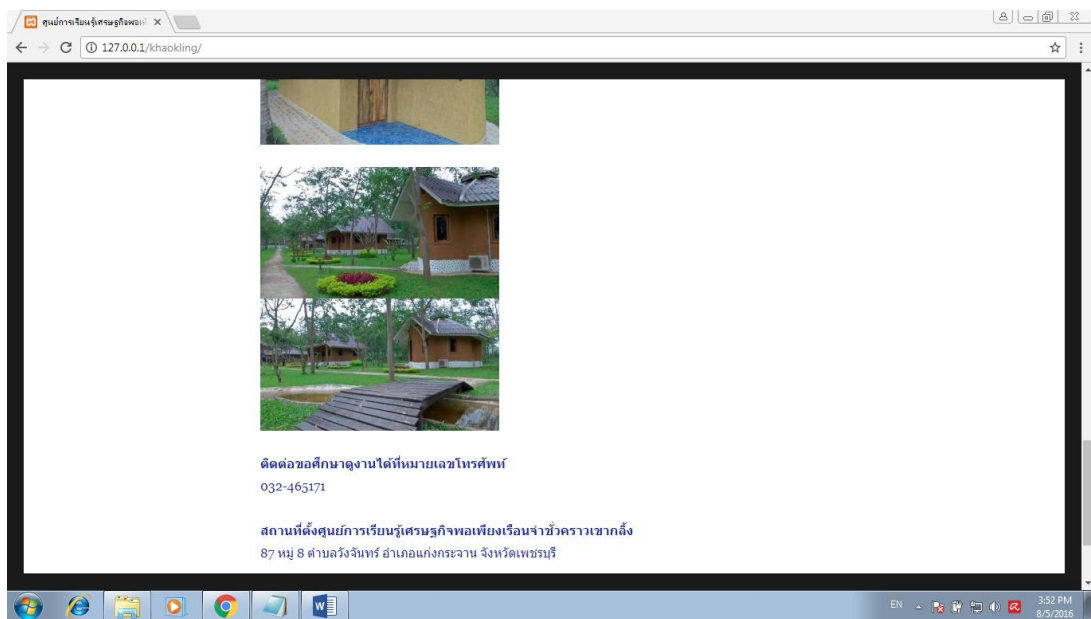 ศูนย์การเรียนรู้เศรษฐกิจพอเ
127.0.0.1/khaokling/
ติดต่อขอศึกษาดูงานได้ที่หมายเลขโทรศัพท์
032-465171
สถานที่ตั้งศูนย์การเรียนรู้เศรษฐกิจพอเพียงเรือนจำชั่วคราวเขากลิ้ง
87 หมู่ 8 ตำบลวังจันทร์ อำเภอแก่งกระจาน จังหวัดเพชรบุรี
EN
3:52 PM
8/5/2016